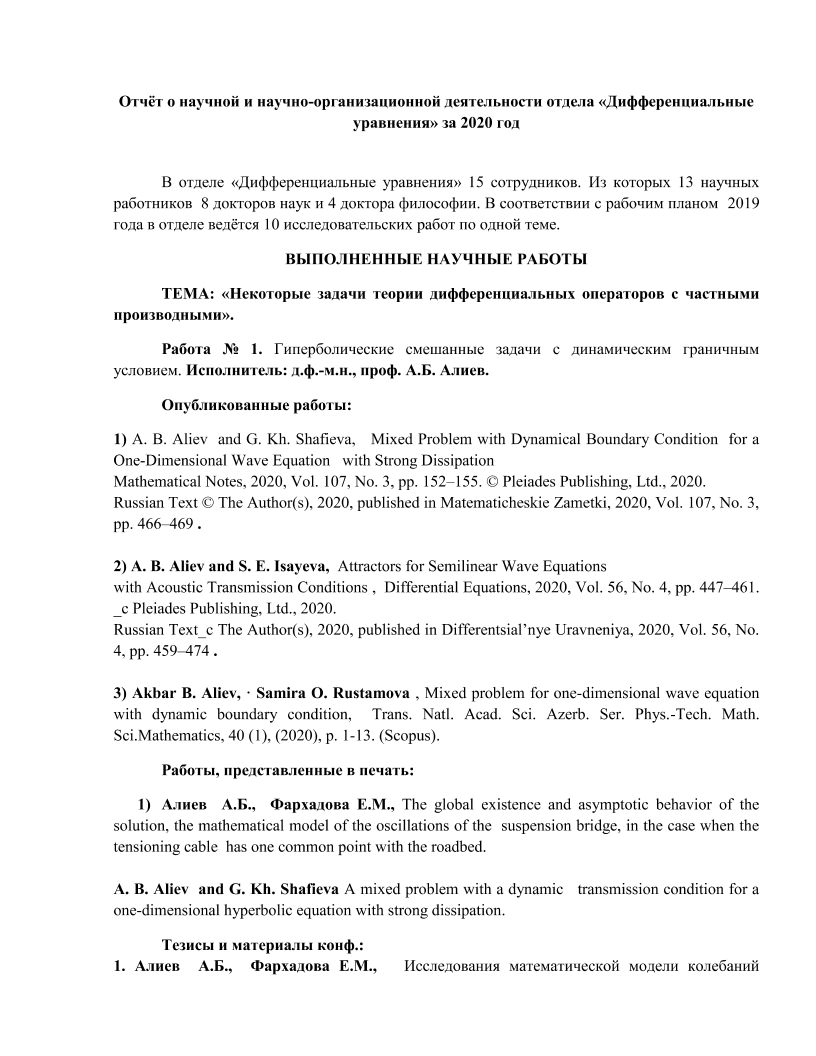 Отчёт о научной и научно-организационной деятельности отдела «Дифференциальные
уравнения» за 2020 год
В отделе «Дифференциальные уравнения» 15 сотрудников. Из которых 13 научных
работников 8 докторов наук и 4 доктора философии. В соответствии с рабочим планом 2019
года в отделе ведётся 10 исследовательских работ по одной теме.
ВЫПОЛНЕННЫЕ НАУЧНЫЕ РАБОТЫ
ТЕМА: «Некоторые задачи теории дифференциальных операторов с частными
производными».
Работа № 1. Гиперболические смешанные задачи с динамическим граничным
условием. Исполнитель: д.ф.-м.н., проф. А.Б. Алиев.
Опубликованные работы:
1) A. B. Aliev and G. Kh. Shafieva, Mixed Problem with Dynamical Boundary Condition for a
One-Dimensional Wave Equation with Strong Dissipation
Mathematical Notes, 2020, Vol. 107, No. 3, pp. 152–155. © Pleiades Publishing, Ltd., 2020.
Russian Text © The Author(s), 2020, published in Matematicheskie Zametki, 2020, Vol. 107, No. 3,
pp. 466–469 .
2) A. B. Aliev and S. E. Isayeva, Attractors for Semilinear Wave Equations
with Acoustic Transmission Conditions , Differential Equations, 2020, Vol. 56, No. 4, pp. 447–461.
_c Pleiades Publishing, Ltd., 2020.
Russian Text_c The Author(s), 2020, published in Differentsial’nye Uravneniya, 2020, Vol. 56, No.
4, pp. 459–474 .
3) Akbar B. Aliev, · Samira O. Rustamova , Mixed problem for one-dimensional wave equation
with dynamic boundary condition, Trans. Natl. Acad. Sci. Azerb. Ser. Phys.-Tech. Math.
Sci.Mathematics, 40 (1), (2020), p. 1-13. (Scopus).
Работы, представленные в печать:
1) Алиев А.Б., Фархадова Е.М., The global existence and asymptotic behavior of the
solution, the mathematical model of the oscillations of the suspension bridge, in the case when the
tensioning cable has one common point with the roadbed.
A. B. Aliev and G. Kh. Shafieva A mixed problem with a dynamic transmission condition for a
one-dimensional hyperbolic equation with strong dissipation.
Тезисы и материалы конф.:
1. Алиев А.Б., Фархадова Е.М., Исследования математической модели колебаний